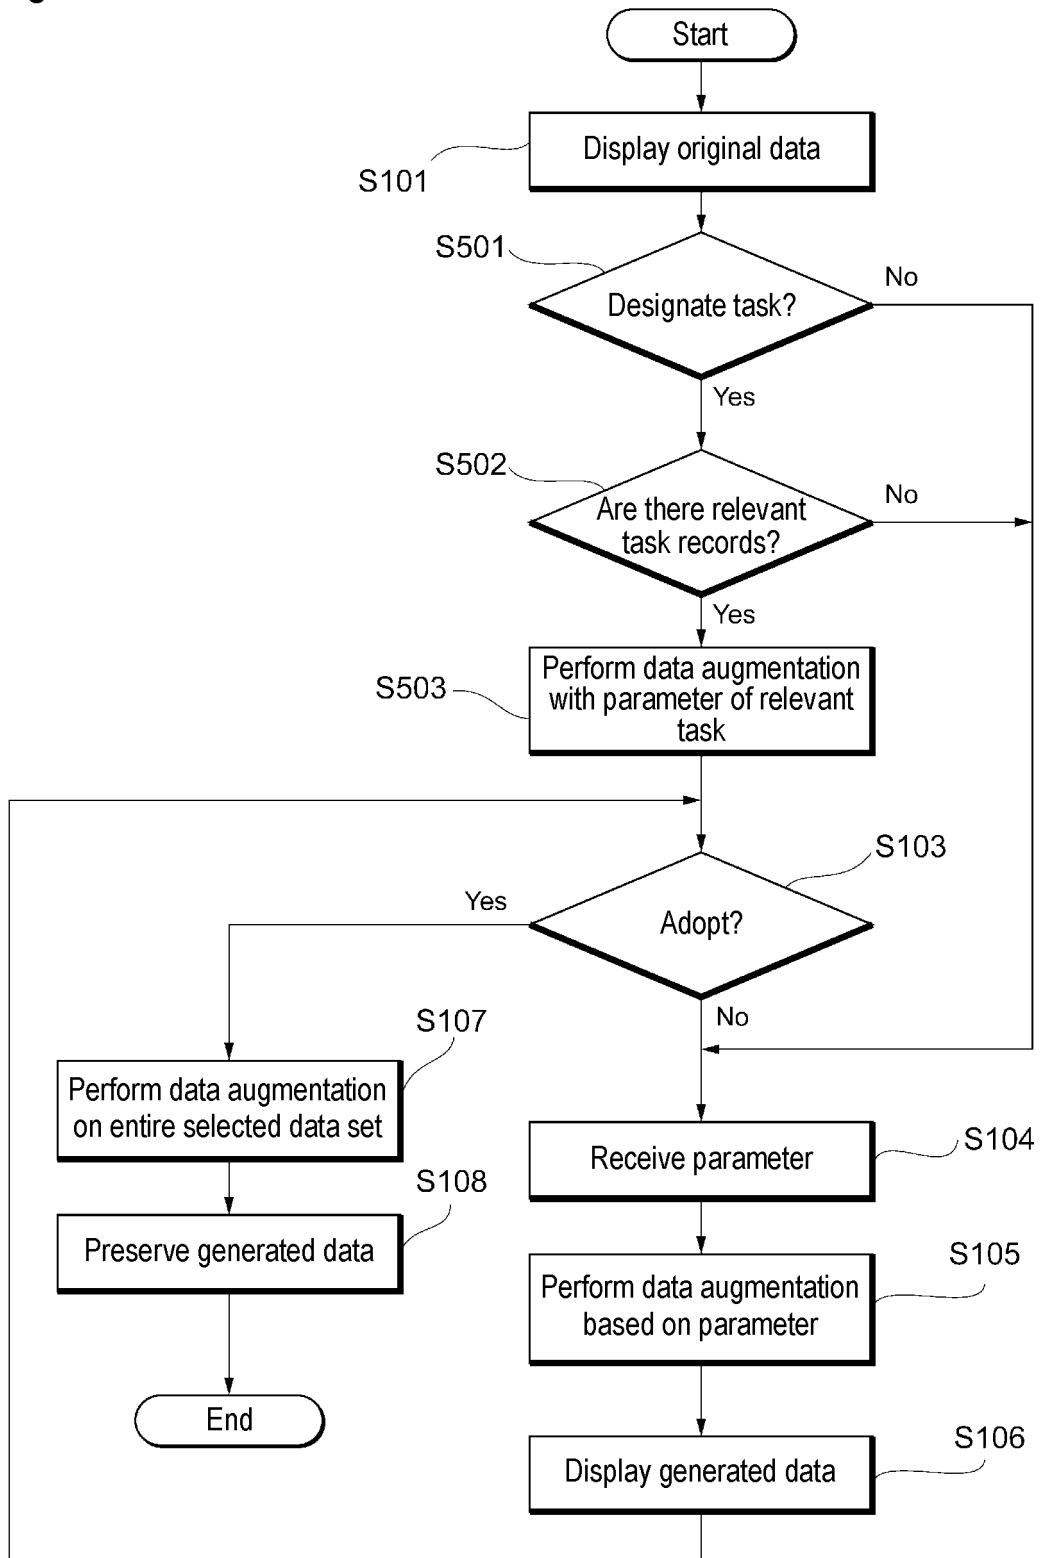 Start
Display original data
S101
S501
No
Designate task?
Yes
S502
No
Are there relevant
task records?
Yes
Perform data augmentation
with parameter of relevant
task
S503
S103
Yes
Adopt?
No
S107
Perform data augmentation
on entire selected data set
S104
Receive parameter
S108
Preserve generated data
S105
Perform data augmentation
based on parameter
End
S106
Display generated data